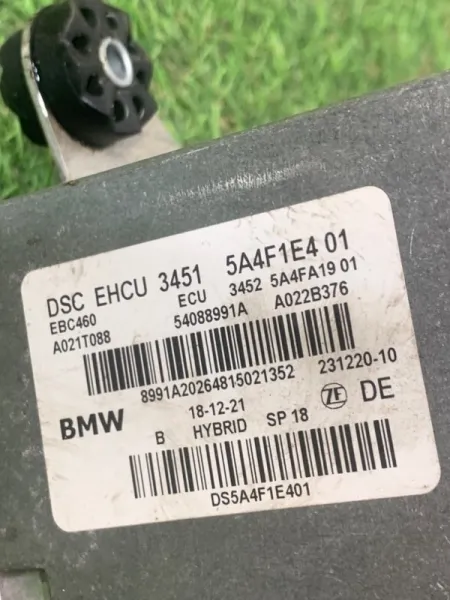 DSC EHCU 3451 5A4F1E4 01
EBC460 ECU 3452 5A4FA19 01
A021T088 54088991A A022B376
8991A20264815021352 231220-10
BMW 18-12-21 ZF DE
B HYBRID SP 18
DS5A4F1E401